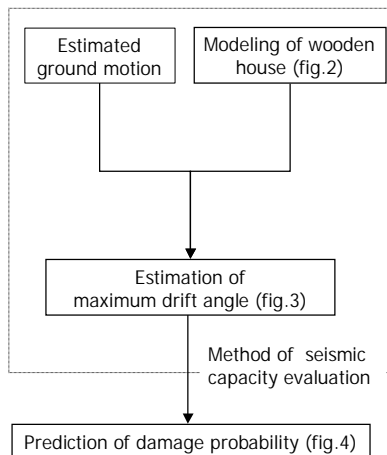 Estimated
ground motion
Modeling of wooden
house (fig.2)
Estimation of
maximum drift angle (fig.3)
Method of seismic
capacity evaluation
Prediction of damage probability (fig.4)